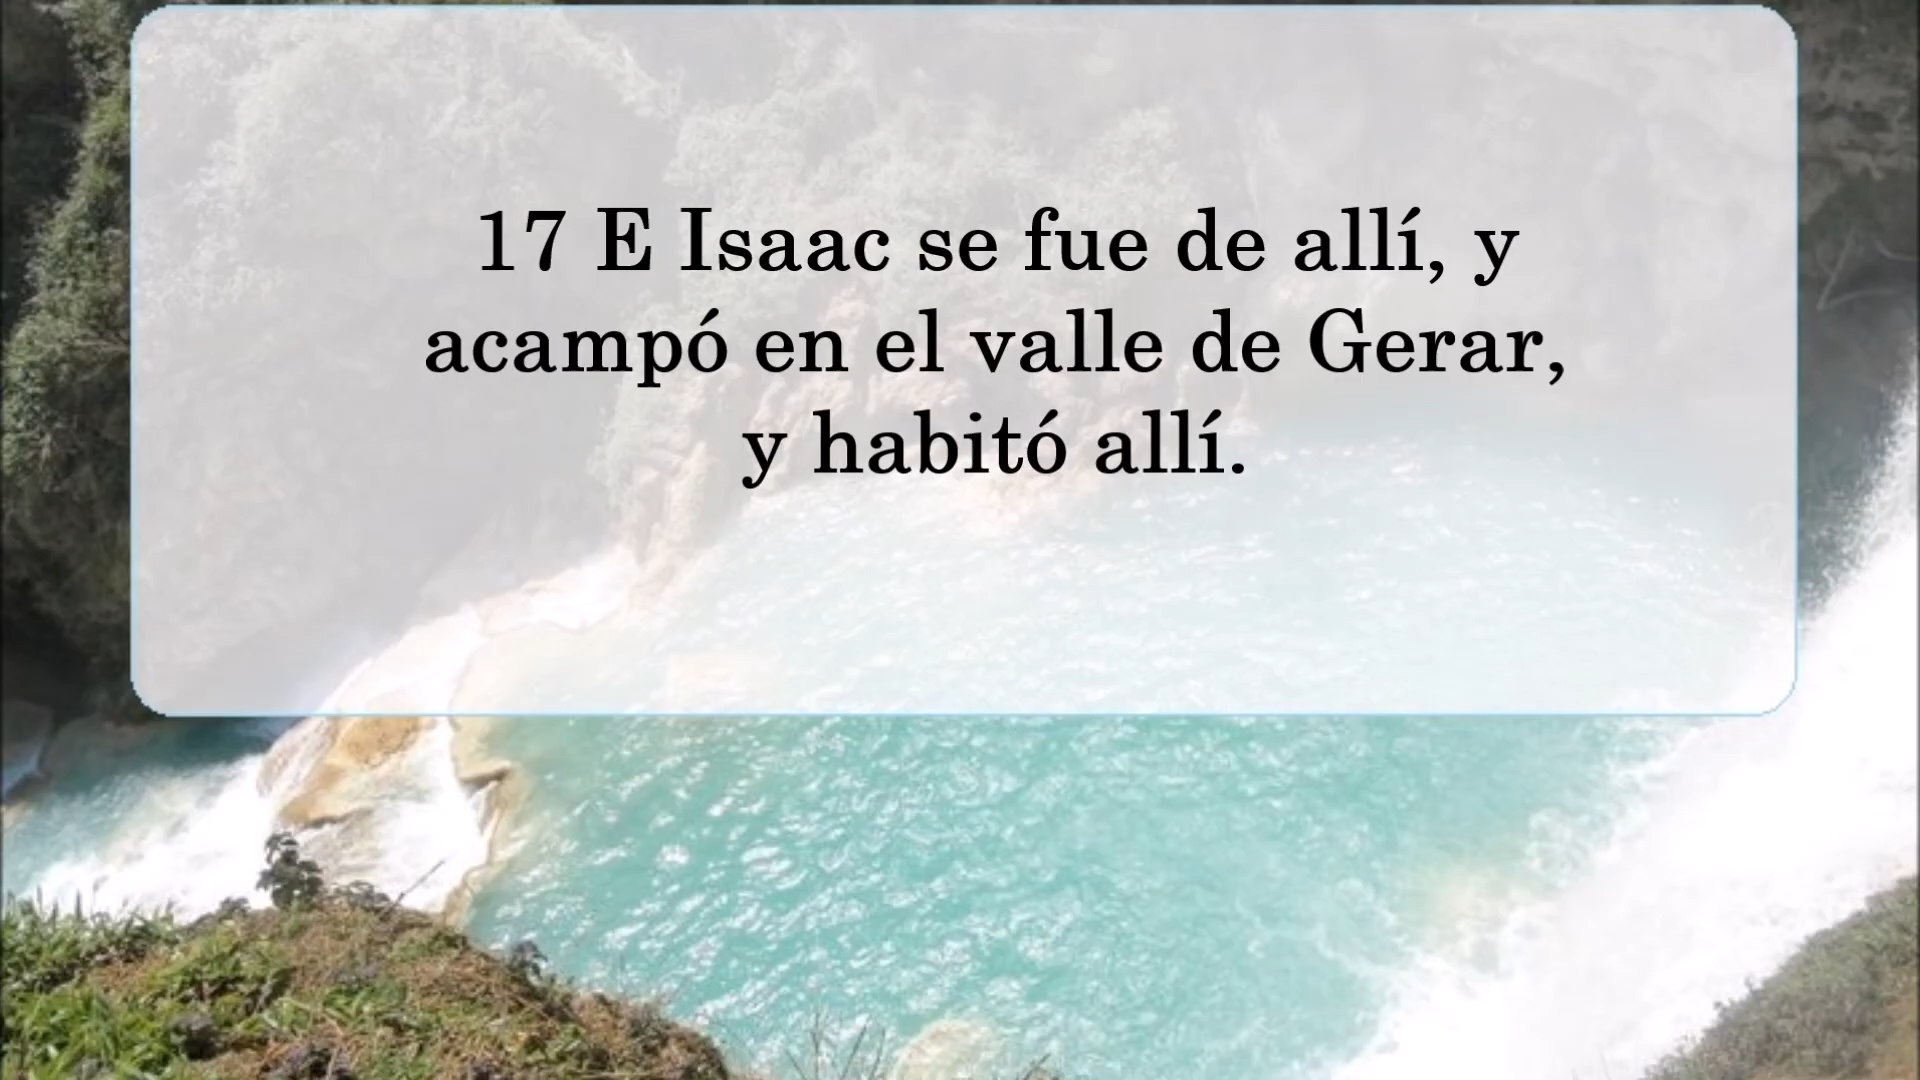 17 E Isaac se fue de allí, y
acampó en el valle de Gerar,
y habitó allí.